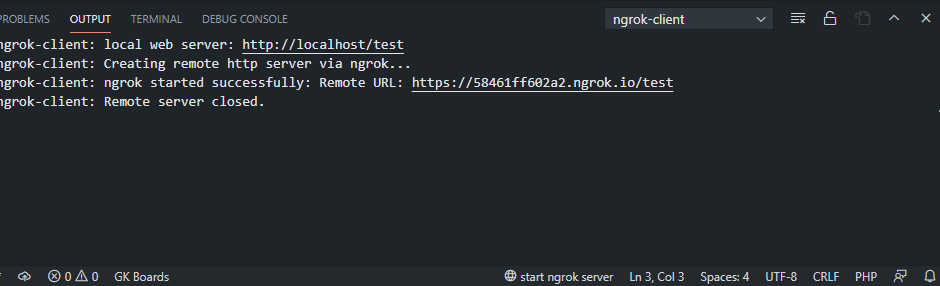 PROBLEMS OUTPUT TERMINAL DEBUG CONSOLE ngrok-client
ngrok-client: local web server: http://localhost/test
ngrok-client: Creating remote http server via ngrok...
ngrok-client: ngrok started successfully: Remote URL: https://58461ff602a2.ngrok.io/test
ngrok-client: Remote server closed.
0 0 GK Boards start ngrok server Ln 3, Col 3 Spaces: 4 UTF-8 CRLF PHP